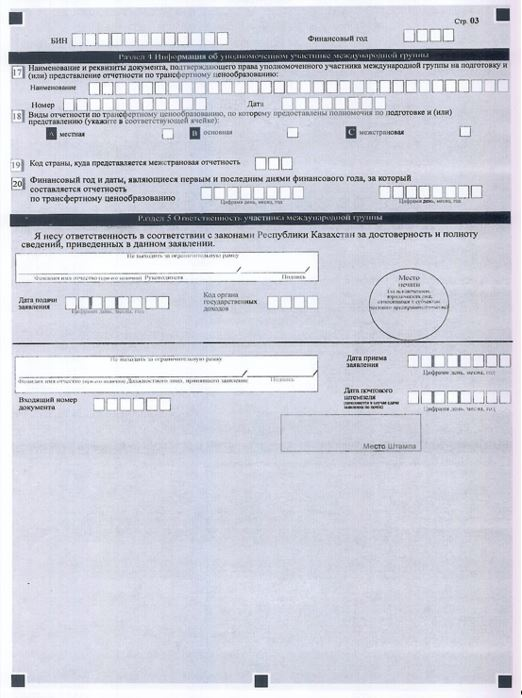 Стр. 03
БИН Финансовый год
Раздел 4 Информация об уполномоченном участнике международной группы
17 Наименование и реквизиты документа, подтверждающего права уполномоченного участника международной группы на подготовку и
(или) представление отчетности по трансфертному ценообразованию:
Наименование
Номер Дата
18 Виды отчетности по трансфертному ценообразованию, по которому предоставлены полномочия по подготовке и (или)
представлению (укажите в соответствующей ячейке):
A местная B основная C межстрановая
19 Код страны, куда представляется межстрановая отчетность
20 Финансовый год и даты, являющиеся первым и последним днями финансового года, за который
составляется отчетность
по трансфертному ценообразованию
Цифрами день, месяц, год Цифрами день, месяц, год
Раздел 5 Ответственность участника международной группы
Я несу ответственность в соответствии с законами Республики Казахстан за достоверность и полноту
сведений, приведенных в данном заявлении.
Не выходить за ограничительную рамку
Фамилия имя отчество (при его наличии) Руководителя Подпись
Место
печати
Дата подачи
заявления
Цифрами день, месяц, год
Код органа
государственных
доходов
Не выходить за ограничительную рамку
Фамилия имя отчество (при его наличии) Должностного лица, принявшего заявление Подпись
Дата приема
заявления
Цифрами день, месяц, год
Входящий номер
документа
Дата почтового
штемпеля
Цифрами день, месяц, год
Место Штампа